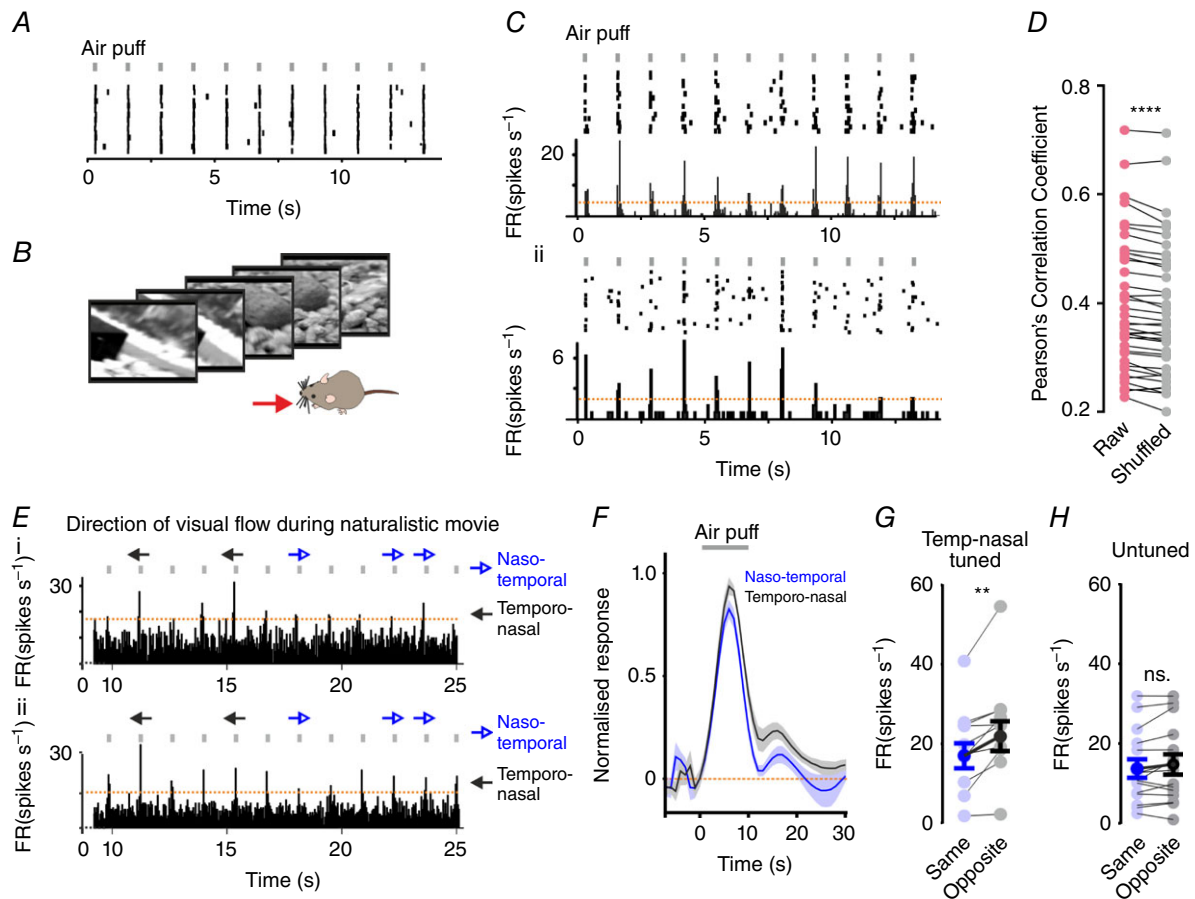 A
Air puff
0
5
10
Time (s)
B
C
Air puff
20
FR(spikes s⁻¹)
0
5
10
ii
6
FR(spikes s⁻¹)
0
5
10
Time (s)
D
0.8
****
0.6
0.4
0.2
Pearson's Correlation Coefficient
Raw
Shuffled
E
Direction of visual flow during naturalistic movie
i
FR(spikes s⁻¹)
30
Naso-
temporal
Temporo-
nasal
10
15
20
25
ii
FR(spikes s⁻¹)
30
0
Naso-
temporal
Temporo-
nasal
10
15
20
25
Time (s)
F
Air puff
Naso-temporal
Temporo-nasal
1.0
0.5
0
Normalised response
0
10
20
30
Time (s)
G
Temp-nasal
tuned
60
**
40
20
0
FR(spikes s⁻¹)
Same
Opposite
H
Untuned
60
40
ns.
20
0
FR(spikes s⁻¹)
Same
Opposite